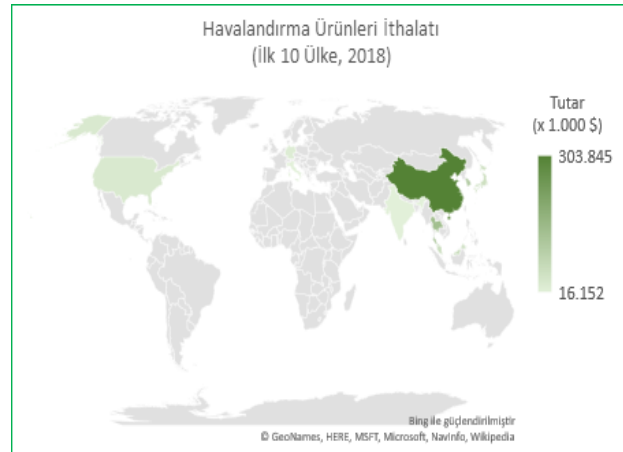 Havalandırma Ürünleri İthalatı
(İlk 10 Ülke, 2018)
Tutar
(x 1.000 $)
303.845
16.152
Bing ile güçlendirilmiştir
© GeoNames, HERE, MSFT, Microsoft, NavInfo, Wikipedia